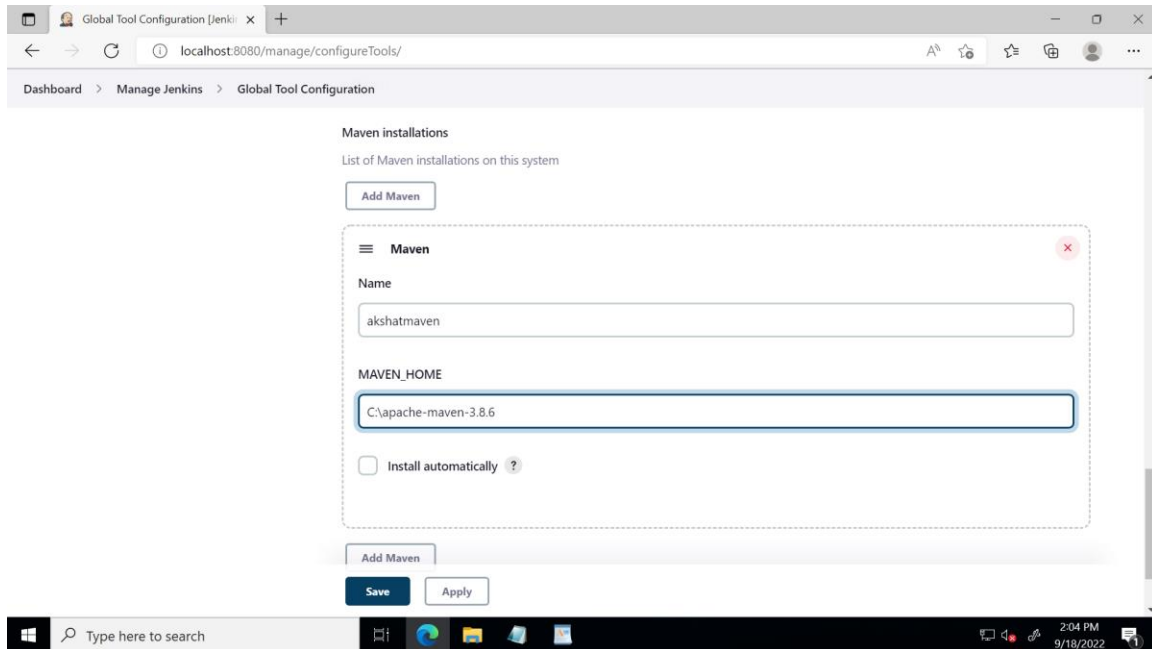 Global Tool Configuration [Jenki
localhost:8080/manage/configureTools/
Dashboard > Manage Jenkins > Global Tool Configuration
Maven installations
List of Maven installations on this system
Add Maven
Maven
Name
akshatmaven
MAVEN_HOME
C:\apache-maven-3.8.6
Install automatically ?
Add Maven
Save Apply
Type here to search
2:04 PM
9/18/2022
1